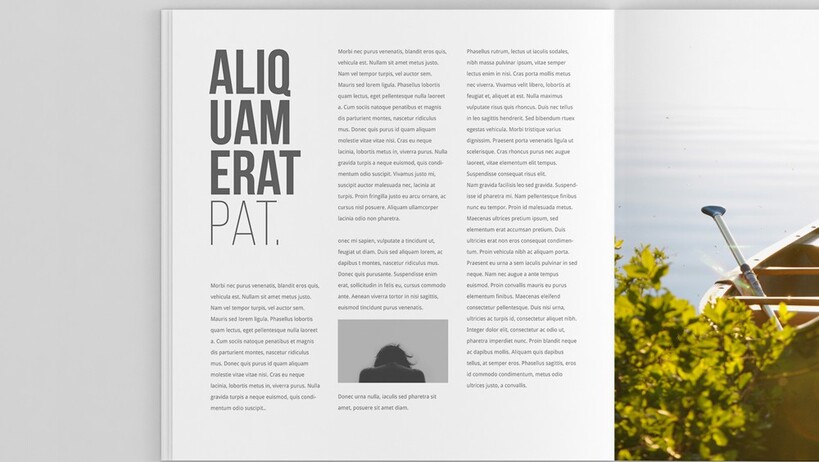 ALIQ
UAM
ERAT
PAT.
Morbi nec purus venenatis, blandit eros quis,
vehicula est. Nullam sit amet metus justo.
Nam vel tempor turpis, vel auctor sem.
Mauris sed lorem ligula. Phasellus lobortis
quam lectus, eget pellentesque nulla laoreet
a. Cum sociis natoque penatibus et magnis
dis parturient montes, nascetur ridiculus
mus. Donec quis purus id quam aliquam
molestie vitae vitae nisi. Cras eu neque
lacinia, lobortis metus in, viverra purus. Nulla
gravida turpis a neque euismod, quis condi-
mentum odio suscipit..
Morbi nec purus venenatis, blandit eros quis,
vehicula est. Nullam sit amet metus justo.
Nam vel tempor turpis, vel auctor sem.
Mauris sed lorem ligula. Phasellus lobortis
quam lectus, eget pellentesque nulla laoreet
a. Cum sociis natoque penatibus et magnis
dis parturient montes, nascetur ridiculus
mus. Donec quis purus id quam aliquam
molestie vitae vitae nisi. Cras eu neque
lacinia, lobortis metus in, viverra purus. Nulla
gravida turpis a neque euismod, quis condi-
mentum odio suscipit. Vivamus justo mi,
suscipit auctor malesuada nec, lacinia at
turpis. Proin fringilla justo eu arcu ornare, ac
cursus nisl posuere. Aliquam ullamcorper
lacinia odio non pharetra.
onec mi sapien, vulputate a tincidunt ut,
feugiat ut diam. Duis sed aliquam lorem, ac
dapibus t montes, nascetur ridiculus mus.
Donec quis purusante. Suspendisse enim
erat, sollicitudin in felis eu, cursus commodo
ante. Aenean viverra tortor in nisi sagittis,
euismod tincidunt purus venenatis.
Donec urna nulla, iaculis sed pharetra sit
amet, posuere sit amet diam.
Phasellus rutrum, lectus ut iaculis sodales,
nibh massa pulvinar ipsum, vitae semper
lectus enim in nisi. Cras porta mollis metus
nec viverra. Vivamus velit libero, lobortis at
feugiat et, aliquet at est. Nulla maximus
vulputate risus quis rhoncus. Duis nec tellus
in leo sagittis hendrerit. Sed bibendum risuex
egestas vehicula. Morbi tristique varius
dignissim. Praesent porta venenatis ligula ut
scelerisque. Cras rhoncus purus nec augue
laoreet, vitae elementum elit tempus.
Suspendisse consequat risus elit.
Nam gravida facilisis leo sed gravida. Suspend-
isse id pharetra mi. Nam pellentesque finibus
nunc eu tempor. Proin id malesuada metus.
Maecenas ultrices pretium ipsum, sed
elementum erat accumsan pretium. Duis
ultricies erat non eros consequat condimen-
tum. Proin vehicula nibh ac aliquam porta.
Praesent eu urna a sem iaculis pulvinar in sed
neque. Nam nec augue a ante tempus
euismod. Proin convallis mauris eu purus
elementum finibus. Maecenas eleifend
consectetur pellentesque. Duis nisi urna,
ultricies ac turpis id, consectetur aliquet nibh.
Integer dolor elit, consectetur ac odio ut,
pharetra imperdiet nunc. Proin blandit neque
ac dapibus mollis. Aliquam quis dapibus
tellus, at semper eros. Phasellus sagittis, eros
id commodo condimentum, metus odio
ultrices justo, a convallis.